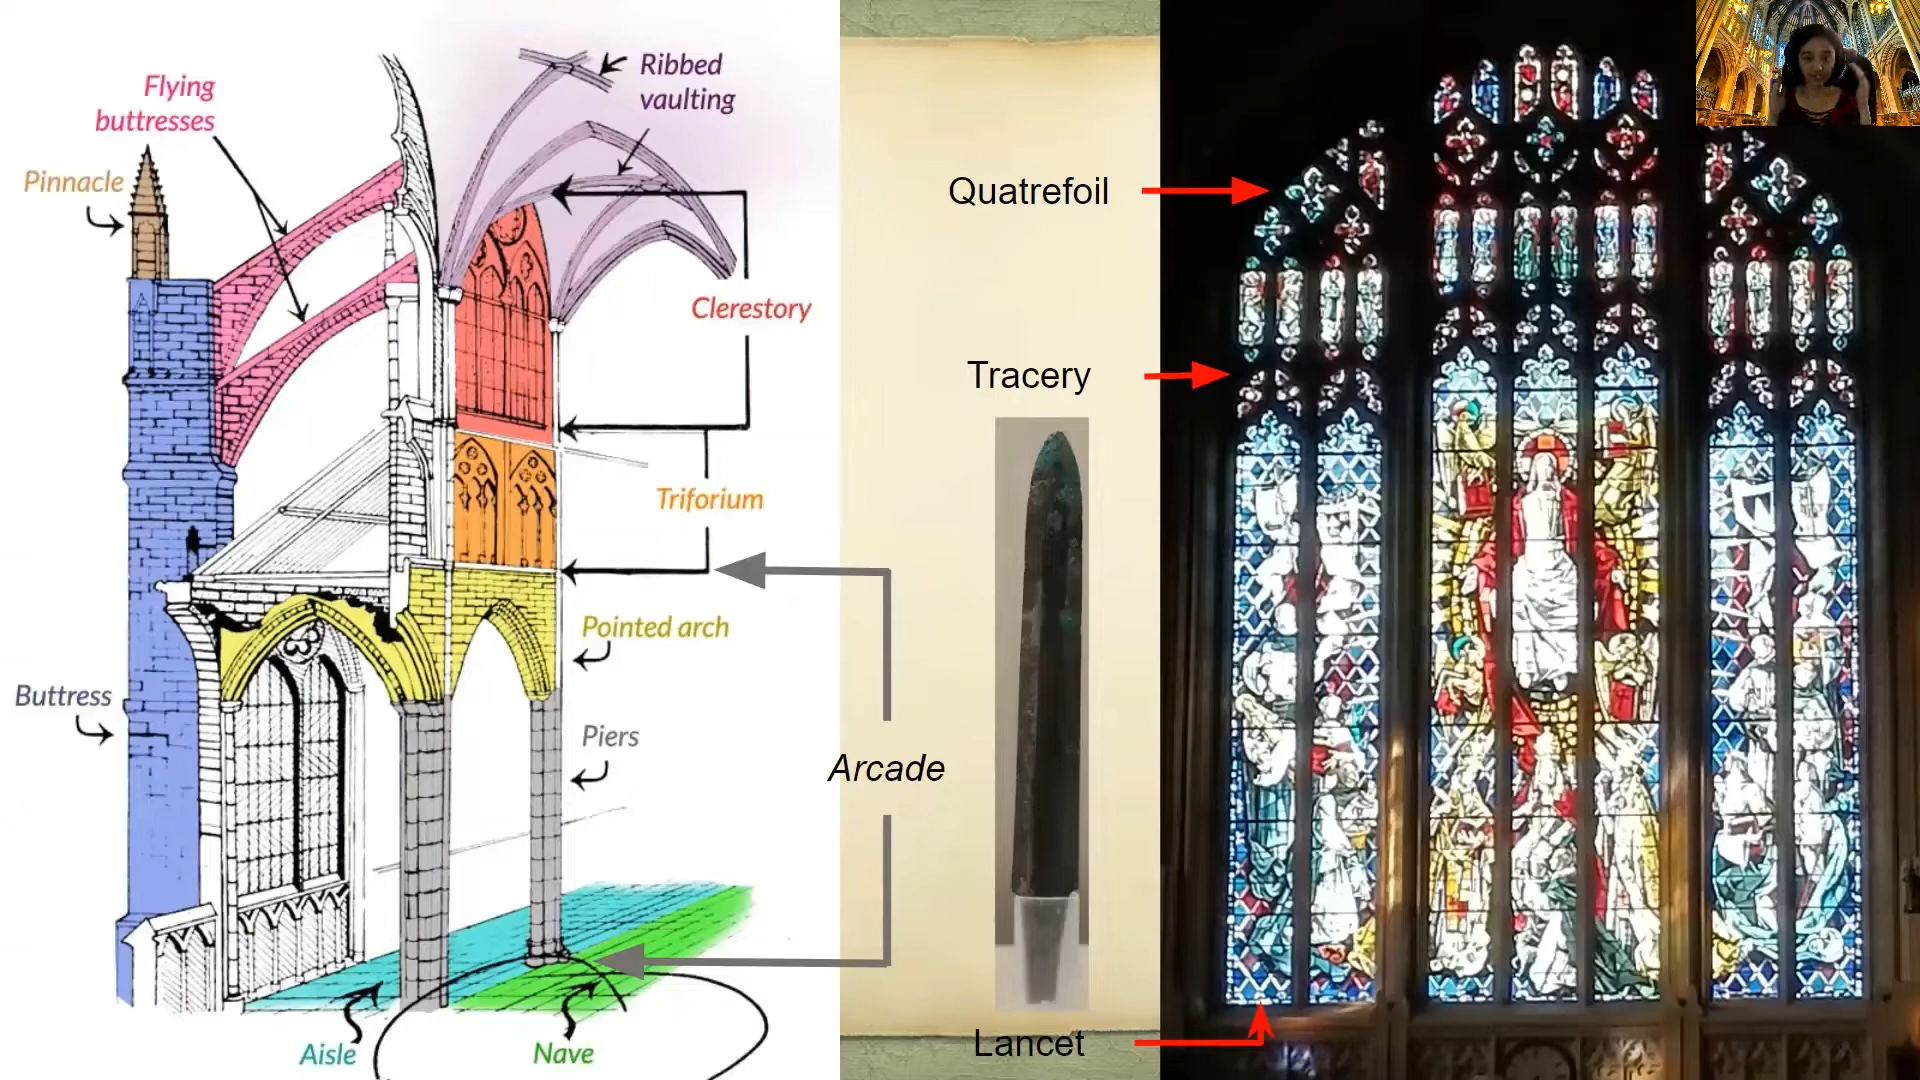 Ribbed
vaulting
Flying
buttresses
Pinnacle
Clerestory
Triforium
Pointed arch
Buttress
Piers
Aisle
Nave
Arcade
Quatrefoil
Tracery
Lancet